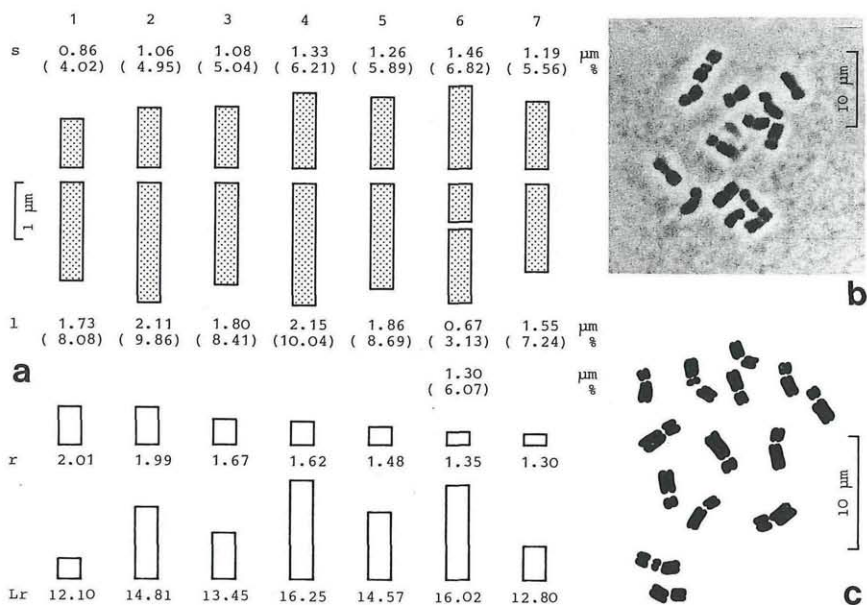 1 2 3 4 5 6 7
s 0.86 1.06 1.08 1.33 1.26 1.46 1.19 µm
( 4.02) ( 4.95) ( 5.04) ( 6.21) ( 5.89) ( 6.82) ( 5.56) %
1 µm
l 1.73 2.11 1.80 2.15 1.86 0.67 1.55 µm
( 8.08) ( 9.86) ( 8.41) (10.04) ( 8.69) ( 3.13) ( 7.24) %
a
1.30 µm
( 6.07) %
r 2.01 1.99 1.67 1.62 1.48 1.35 1.30
Lr 12.10 14.81 13.45 16.25 14.57 16.02 12.80
10 µm
b
10 µm
c